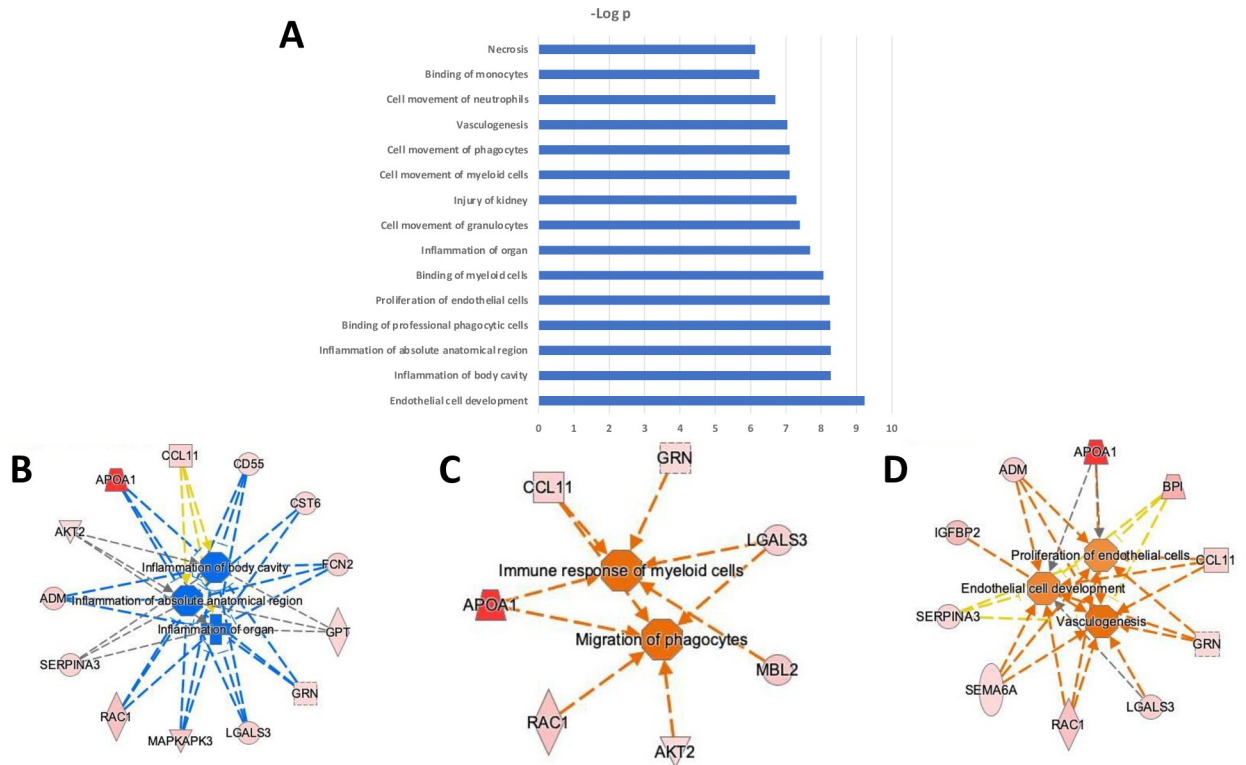 -Log p
A
Necrosis
Binding of monocytes
Cell movement of neutrophils
Vasculogenesis
Cell movement of phagocytes
Cell movement of myeloid cells
Injury of kidney
Cell movement of granulocytes
Inflammation of organ
Binding of myeloid cells
Proliferation of endothelial cells
Binding of professional phagocytic cells
Inflammation of absolute anatomical region
Inflammation of body cavity
Endothelial cell development
0 1 2 3 4 5 6 7 8 9 10
B
CCL11
CD55
APOA1
CST6
AKT2
Inflammation of body cavity
FCN2
ADM
Inflammation of absolute anatomical region
Inflammation of organ
GPT
SERPINA3
GRN
RAC1
MAPKAPK3
LGALS3
C
GRN
CCL11
LGALS3
Immune response of myeloid cells
APOA1
Migration of phagocytes
MBL2
RAC1
AKT2
D
APOA1
ADM
BPI
IGFBP2
Proliferation of endothelial cells
CCL11
Endothelial cell development
SERPINA3
Vasculogenesis
GRN
SEMA6A
LGALS3
RAC1